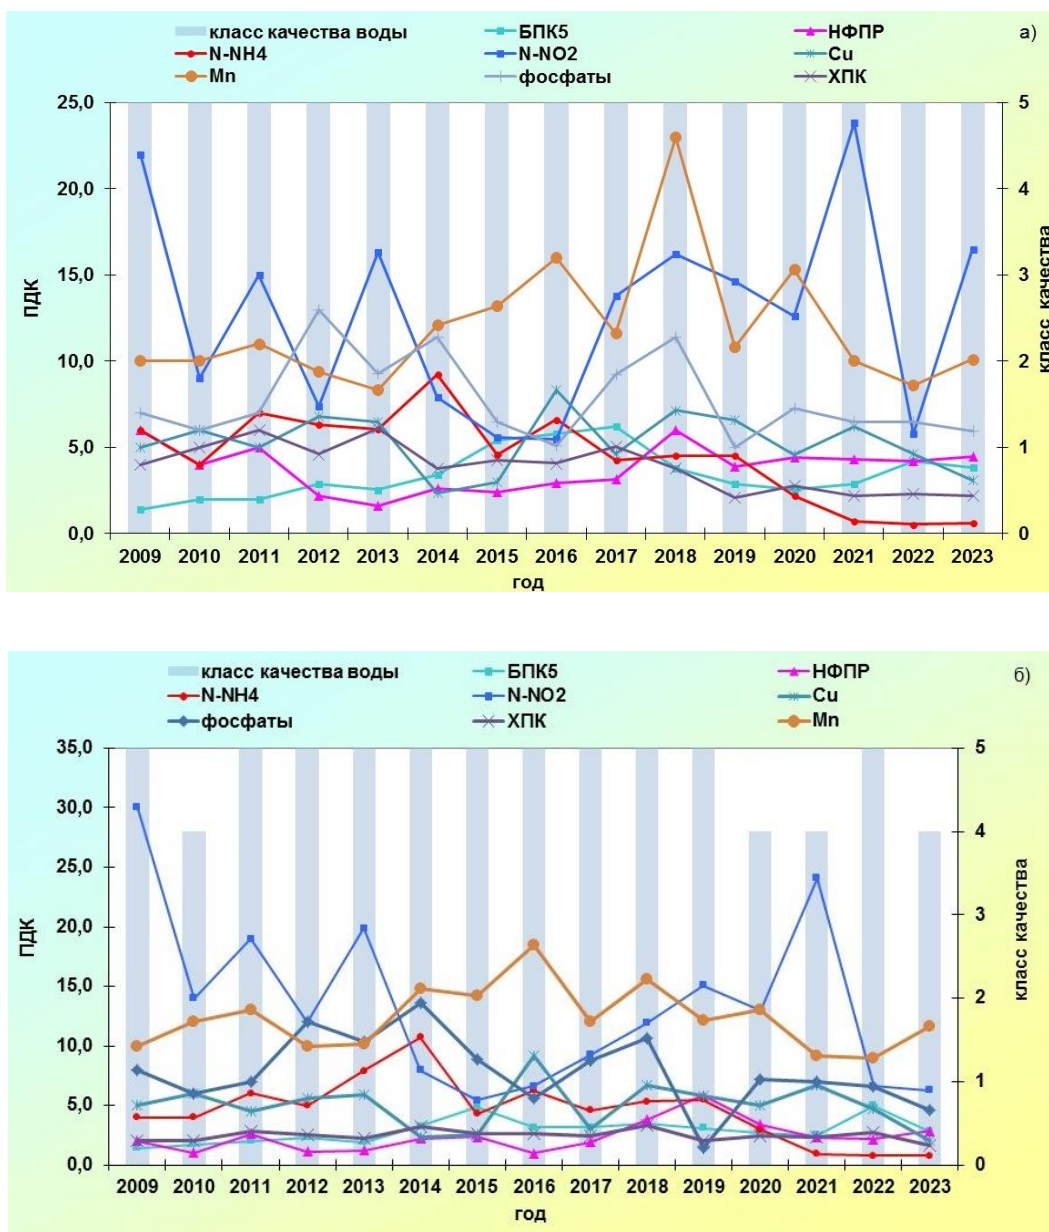 класс качества воды БПК5 НФПР а)
N-NH4 N-NO2 Cu
Mn фосфаты ХПК
25,0 5
20,0 4
15,0 3
10,0 2
5,0 1
0,0 0
ПДК
класс качества
2009 2010 2011 2012 2013 2014 2015 2016 2017 2018 2019 2020 2021 2022 2023
год
класс качества воды БПК5 НФПР б)
N-NH4 N-NO2 Cu
фосфаты ХПК Mn
35,0 5
30,0
4
25,0
20,0 3
15,0
2
10,0
1
5,0
0,0 0
ПДК
класс качества
2009 2010 2011 2012 2013 2014 2015 2016 2017 2018 2019 2020 2021 2022 2023
год